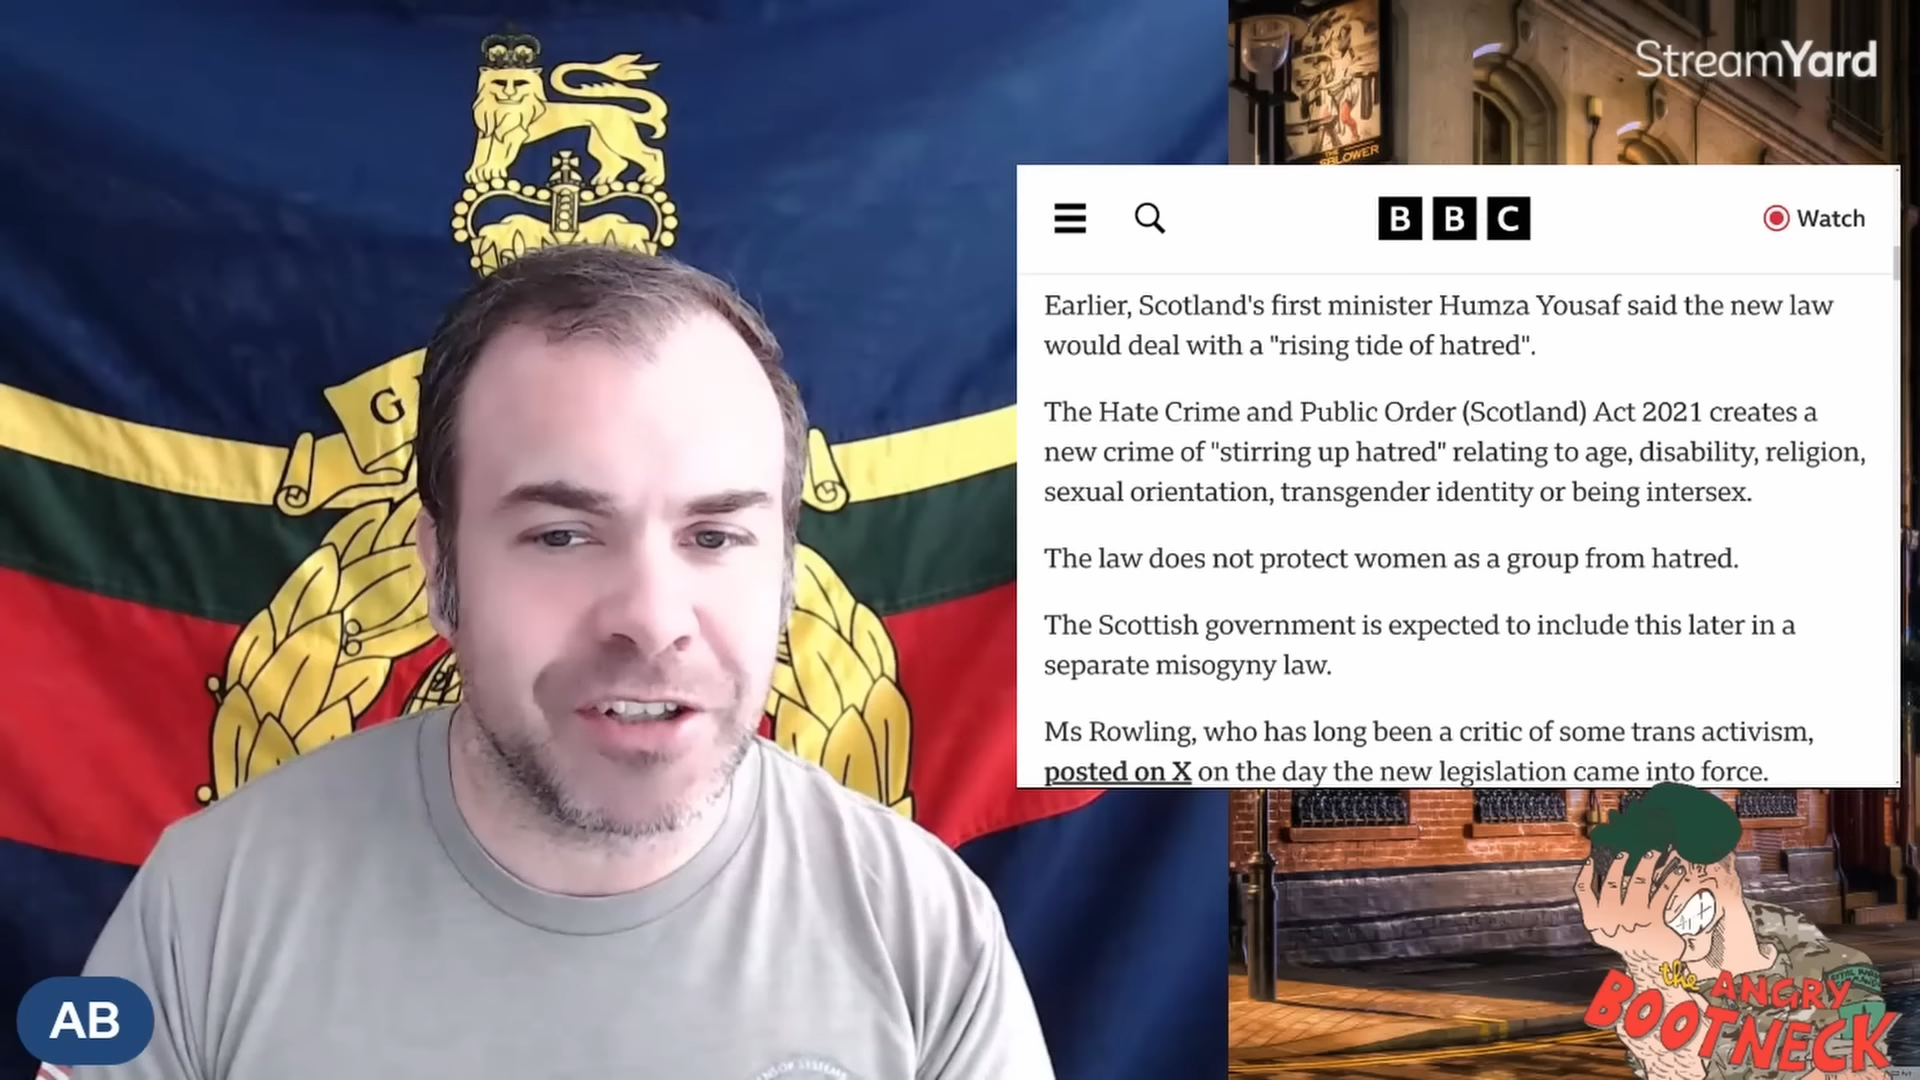 StreamYard
BBC
Watch
Earlier, Scotland's first minister Humza Yousaf said the new law
would deal with a "rising tide of hatred".
The Hate Crime and Public Order (Scotland) Act 2021 creates a
new crime of "stirring up hatred" relating to age, disability, religion,
sexual orientation, transgender identity or being intersex.
The law does not protect women as a group from hatred.
The Scottish government is expected to include this later in a
separate misogyny law.
Ms Rowling, who has long been a critic of some trans activism,
posted on X on the day the new legislation came into force.
G
AB
the ANGRY
BOOTNECK